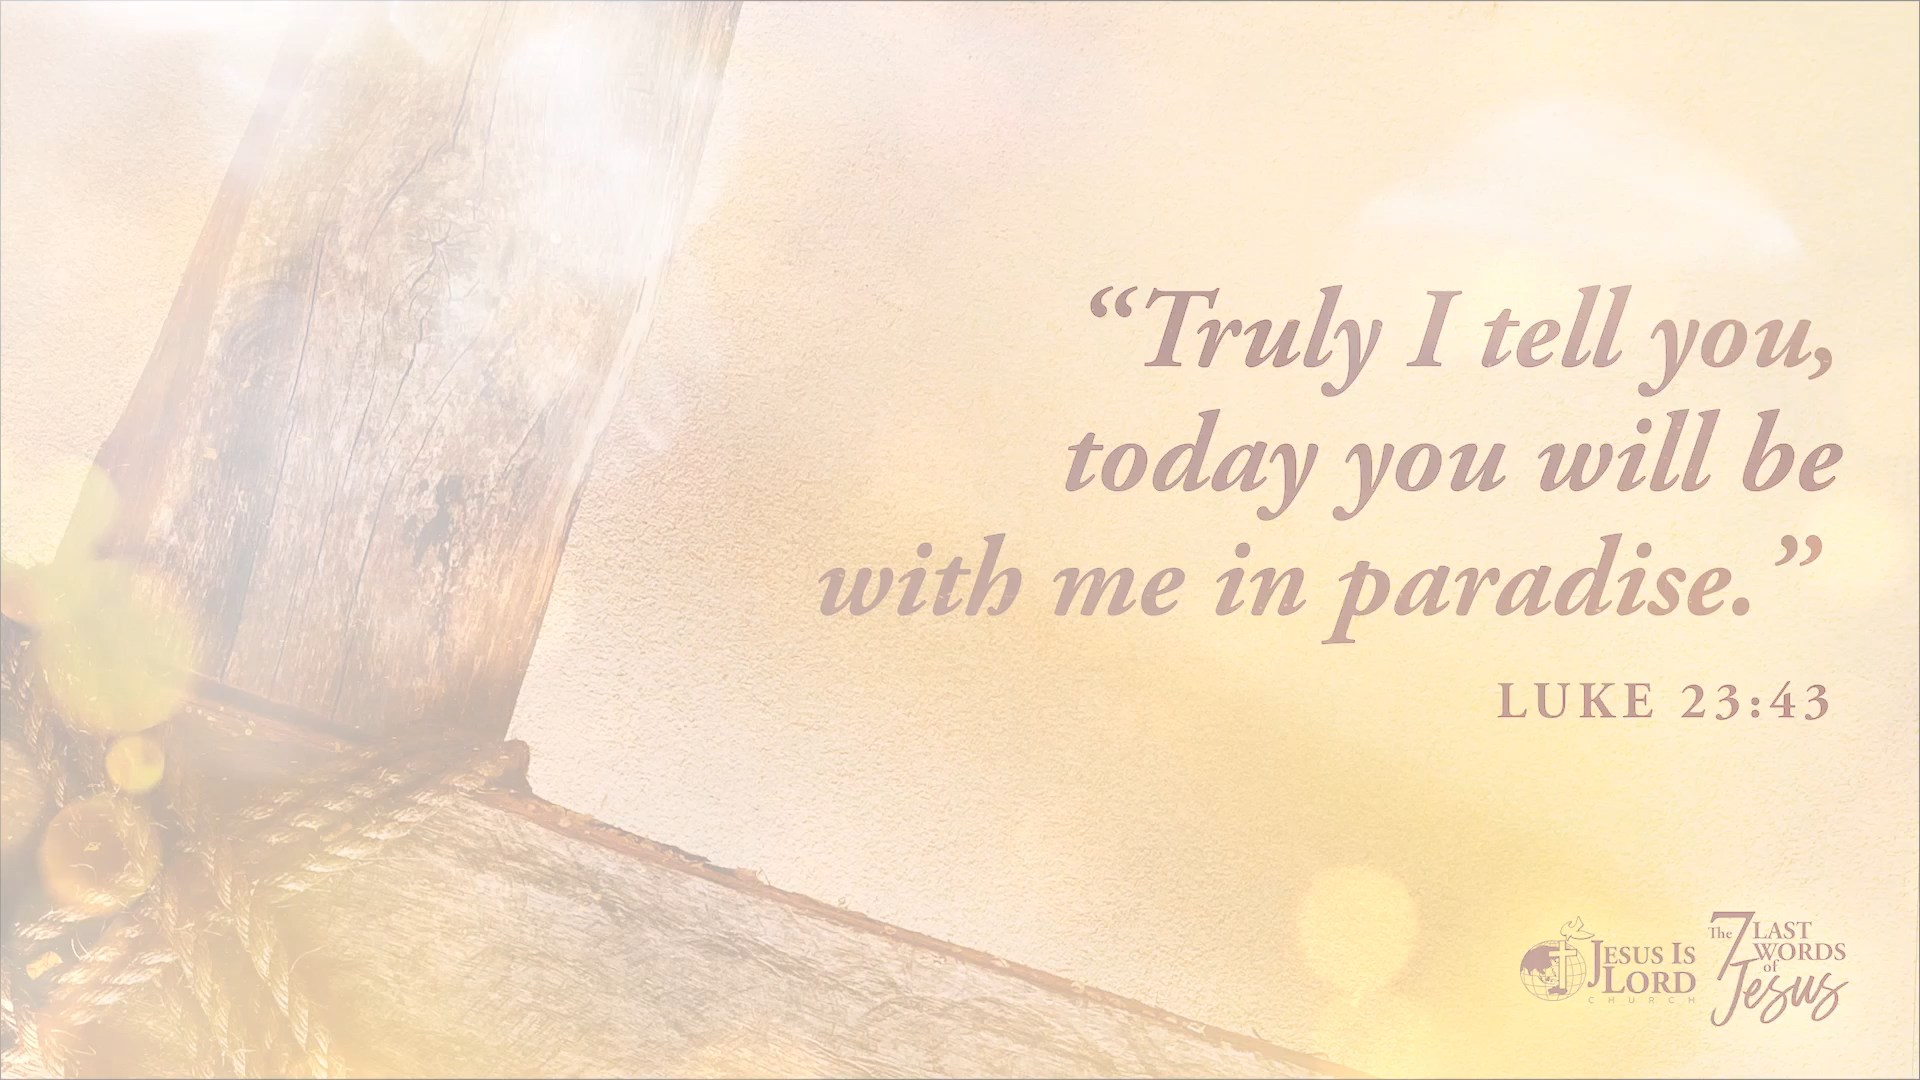 “Truly I tell you,
today you will be
with me in paradise.”
LUKE 23:43
JESUS IS
LORD
CHURCH
The 7 LAST
WORDS
of
Jesus